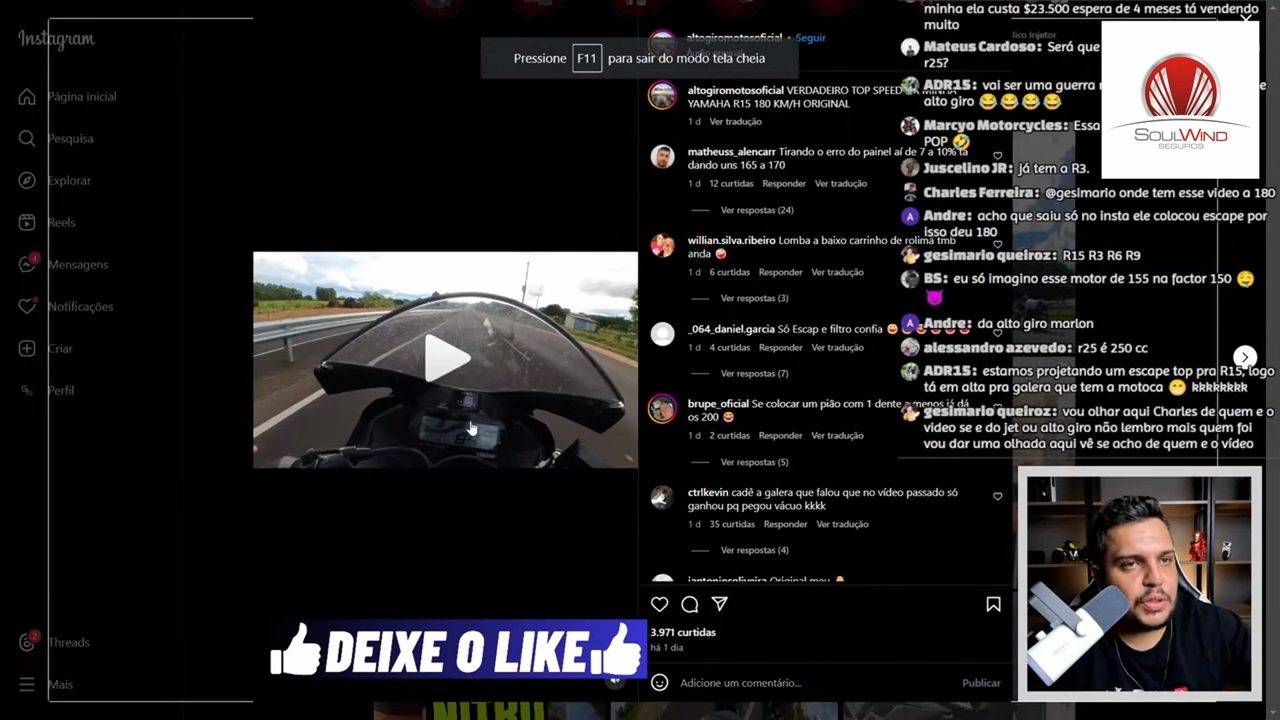 Instagram
Página inicial
Pesquisa
Explorar
Reels
4
Mensagens
Notificações
Criar
Perfil
2
Threads
Mais
Pressione F11 para sair do modo tela cheia
altogiromotosoficial • Seguir
altogiromotosoficial VERDADEIRO TOP SPEED
YAMAHA R15 180 KM/H ORIGINAL
1 d Ver tradução
matheuss_alencarr Tirando o erro do painel aí de 7 a 10% ta
dando uns 165 a 170
1 d 12 curtidas Responder Ver tradução
Ver respostas (24)
willian.silva.ribeiro Lomba a baixo carrinho de rolimã tmb
anda 🤪
1 d 6 curtidas Responder Ver tradução
Ver respostas (3)
_064_daniel.garcia Só Escap e filtro confia
1 d 4 curtidas Responder Ver tradução
Ver respostas (7)
brupe_oficial Se colocar um pião com 1 dente a menos já dá
os 200 😂
1 d 2 curtidas Responder Ver tradução
Ver respostas (5)
ctrlkevin cadê a galera que falou que no vídeo passado só
ganhou pq pegou vácuo kkkk
1 d 35 curtidas Responder Ver tradução
Ver respostas (4)
iantoniosoliveira Original meu
3.971 curtidas
há 1 dia
Adicione um comentário... Publicar
minha ela custa $23.500 espera de 4 meses tá vendendo
muito
Mateus Cardoso: Será que
r25?
ADR15: vai ser uma guerra
alto giro 😂😂😂😂
Marcyo Motorcycles: Essa
POP 🤣
Juscelino JR: já tem a R3.
Charles Ferreira: @gesimario onde tem esse video a 180
A Andre: acho que saiu só no insta ele colocou escape por
isso deu 180
gesimario queiroz: R15 R3 R6 R9
BS: eu só imagino esse motor de 155 na factor 150 🤤
😈
A Andre: da alto giro marlon
alessandro azevedo: r25 é 250 cc
ADR15: estamos projetando um escape top pra R15, logo
tá em alta pra galera que tem a motoca 😁 kkkkkkkk
gesimario queiroz: vou olhar aqui Charles de quem e o
video se e do jet ou alto giro não lembro mais quem foi
vou dar uma olhada aqui vê se acho de quem e o vídeo
SOULWIND
SEGUROS
DEIXE O LIKE